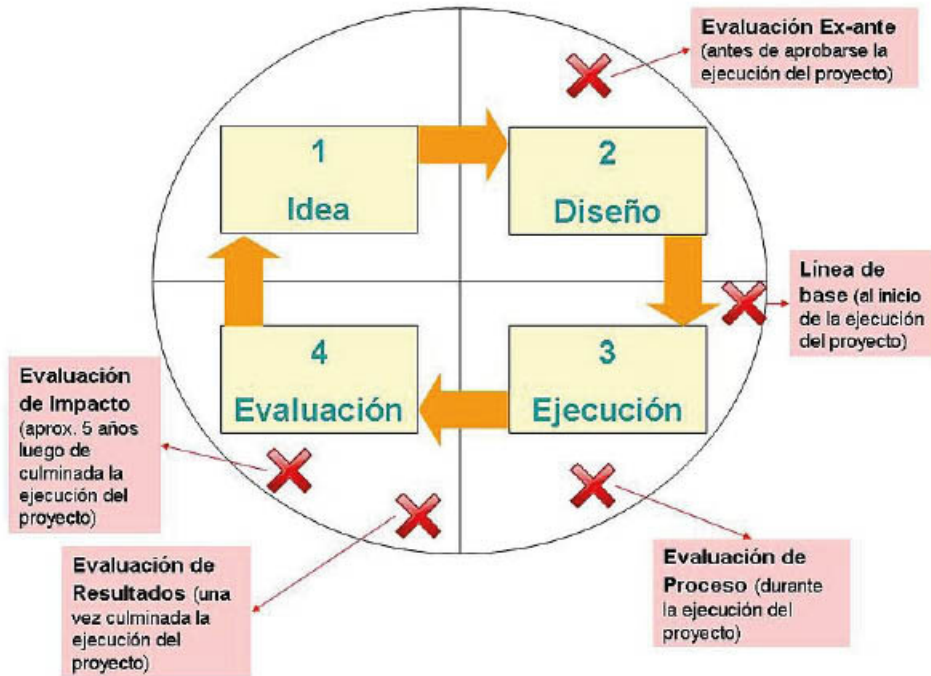 Evaluación Ex-ante
(antes de aprobarse la
ejecución del proyecto)
1
Idea
2
Diseño
Línea de
base (al inicio
de la ejecución
del proyecto)
4
Evaluación
3
Ejecución
Evaluación
de Impacto
(aprox. 5 años
luego de
culminada la
ejecución del
proyecto)
Evaluación de
Resultados (una
vez culminada la
ejecución del
proyecto)
Evaluación de
Proceso (durante
la ejecución del
proyecto)